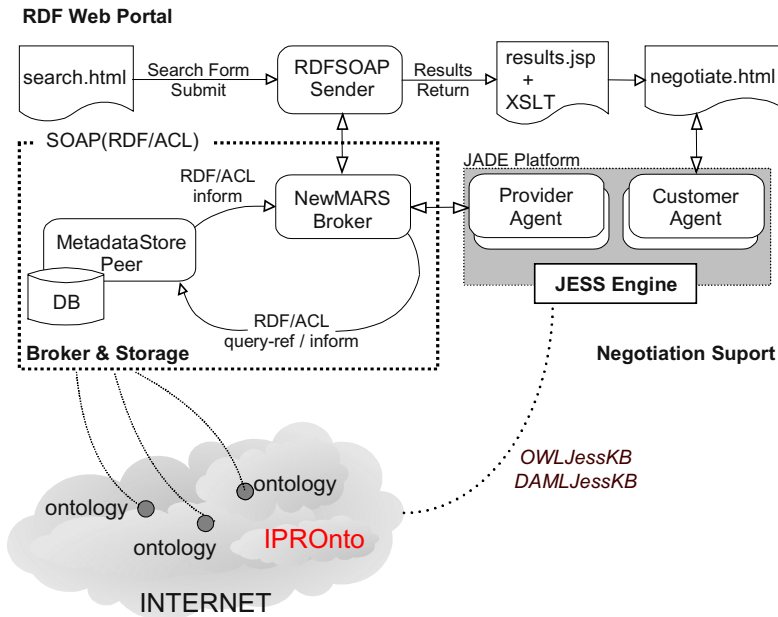 RDF Web Portal
search.html
Search Form
Submit
RDFSOAP
Sender
Results
Return
results.jsp
+
XSLT
negotiate.html
SOAP(RDF/ACL)
RDF/ACL
inform
NewMARS
Broker
MetadataStore
Peer
DB
RDF/ACL
query-ref / inform
Broker & Storage
JADE Platform
Provider
Agent
Customer
Agent
JESS Engine
Negotiation Suport
OWLJessKB
DAMLJessKB
ontology
ontology
ontology
IPROnto
INTERNET